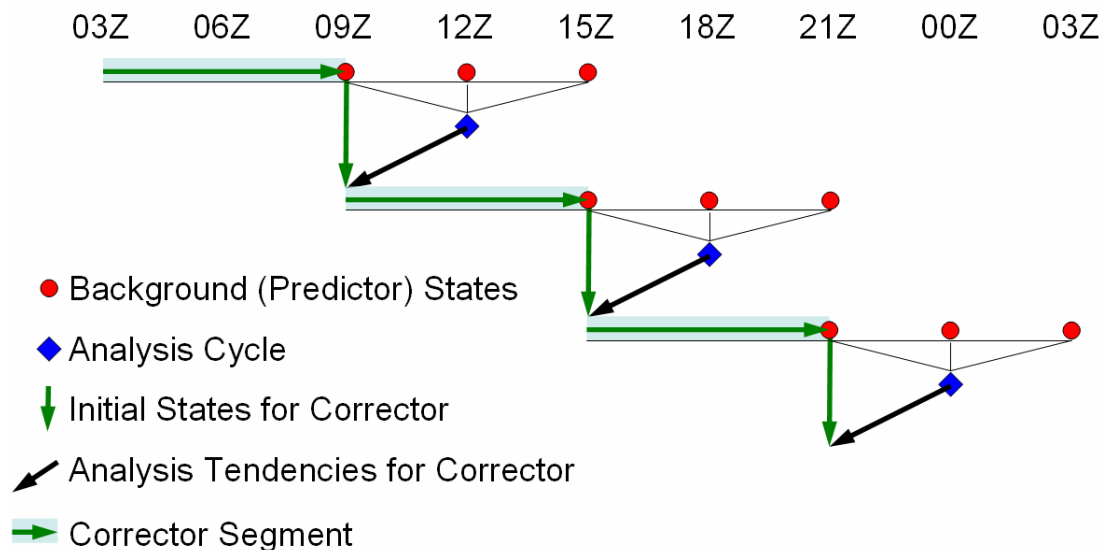 03Z 06Z 09Z 12Z 15Z 18Z 21Z 00Z 03Z
Background (Predictor) States
Analysis Cycle
Initial States for Corrector
Analysis Tendencies for Corrector
Corrector Segment